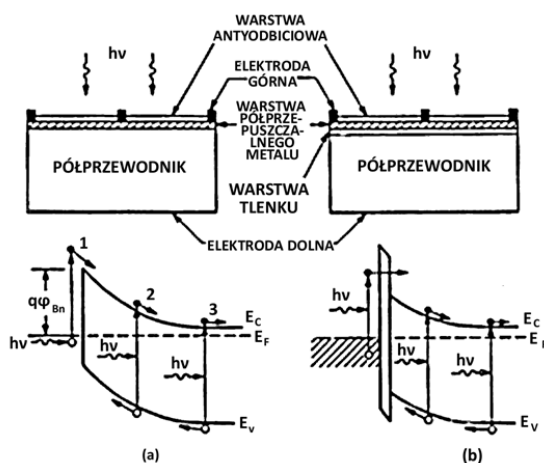 WARSTWA
ANTYODBICIOWA
hν
hν
ELEKTRODA
GÓRNA
WARSTWA
PÓŁPRZE-
PUSZCZA-
LNEGO
METALU
PÓŁPRZEWODNIK
PÓŁPRZEWODNIK
WARSTWA
TLENKU
ELEKTRODA DOLNA
1
2
3
qφBn
hν
hν
hν
EC
EF
EV
(a)
hν
hν
hν
EC
EF
EV
(b)